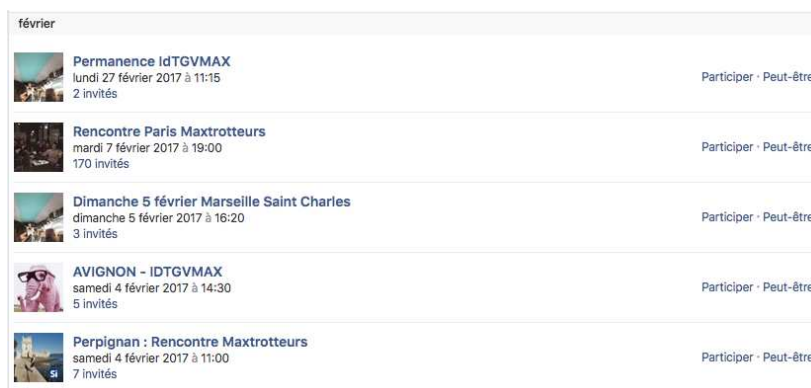 février
Permanence IdTGVMAX
lundi 27 février 2017 à 11:15
2 invités
Participer · Peut-être
Rencontre Paris Maxtrotteurs
mardi 7 février 2017 à 19:00
170 invités
Participer · Peut-être
Dimanche 5 février Marseille Saint Charles
dimanche 5 février 2017 à 16:20
3 invités
Participer · Peut-être
AVIGNON - IDTGVMAX
samedi 4 février 2017 à 14:30
5 invités
Participer · Peut-être
Perpignan : Rencontre Maxtrotteurs
samedi 4 février 2017 à 11:00
7 invités
Participer · Peut-être
Si